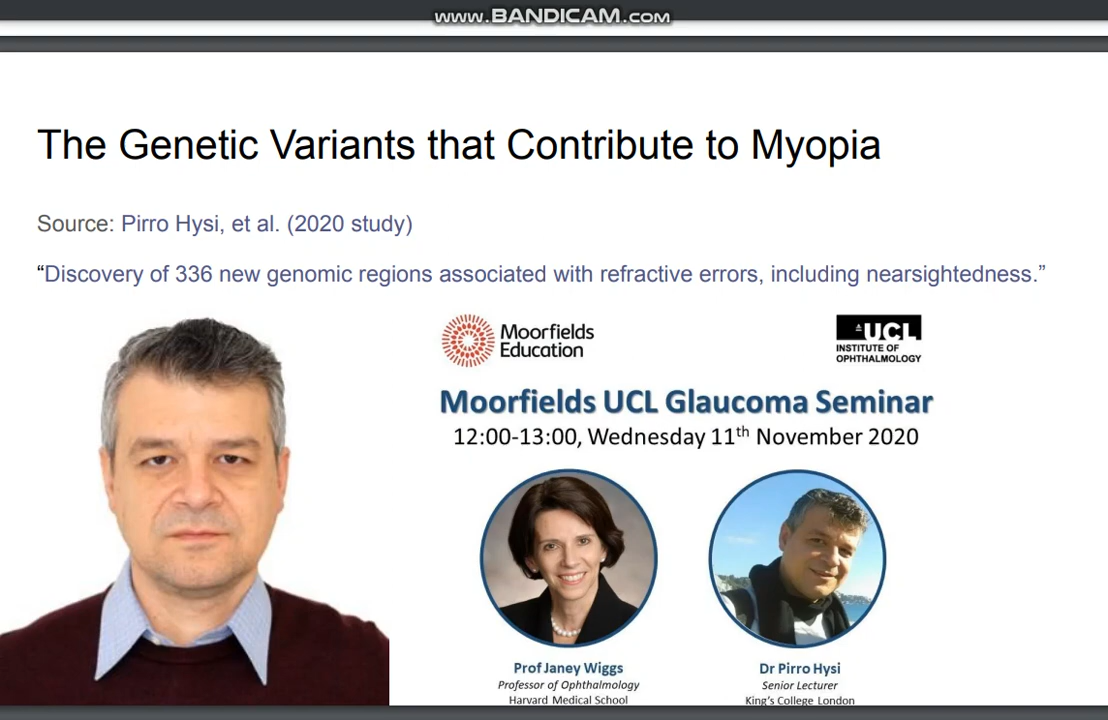 www.BANDICAM.com
The Genetic Variants that Contribute to Myopia
Source: Pirro Hysi, et al. (2020 study)
“Discovery of 336 new genomic regions associated with refractive errors, including nearsightedness.”
Moorfields
Education
UCL
INSTITUTE OF
OPHTHALMOLOGY
Moorfields UCL Glaucoma Seminar
12:00-13:00, Wednesday 11th November 2020
Prof Janey Wiggs
Professor of Ophthalmology
Harvard Medical School
Dr Pirro Hysi
Senior Lecturer
King's College London